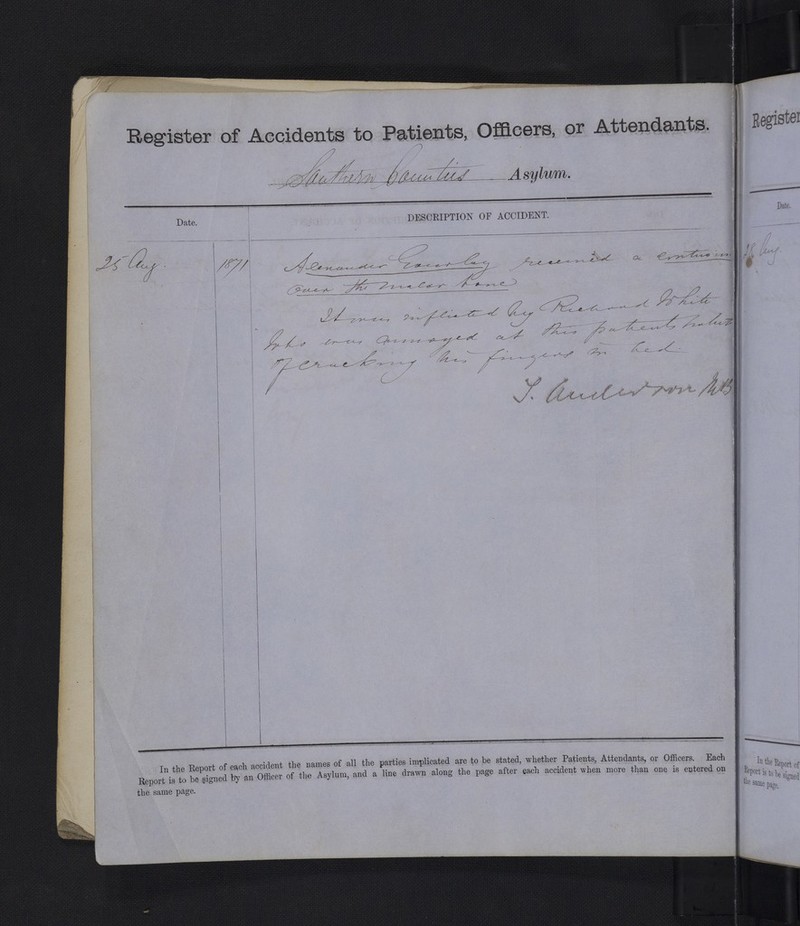 Register of Accidents to Patients, Officers, or Attendants.
Southern Counties Asylum.
Date. DESCRIPTION OF ACCIDENT.
25 Aug. 1871 Alexander Gourlay received a contusion
over the malar bone
It was inflicted by Richard White
who was annoyed at this patients habit
of cracking his fingers in bed
T. Anderson MB
In the Report of each accident the names of all the parties implicated are to be stated, whether Patients, Attendants, or Officers. Each
Report is to be signed by an Officer of the Asylum, and a line drawn along the page after each accident when more than one is entered on
the same page.
Register
Date.
Aug.
In the Report of
Report is to be signed
the same page.